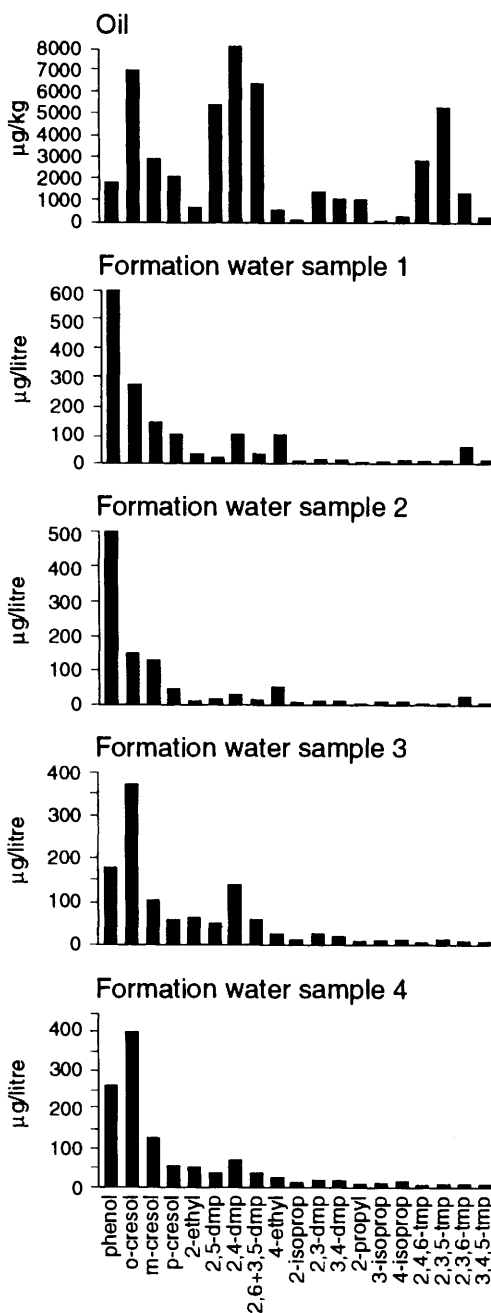 Oil
8000
7000
6000
5000
4000
3000
2000
1000
0
µg/kg
Formation water sample 1
600
500
400
300
200
100
0
µg/litre
Formation water sample 2
500
400
300
200
100
0
µg/litre
Formation water sample 3
400
300
200
100
0
µg/litre
Formation water sample 4
400
300
200
100
0
µg/litre
phenol
o-cresol
m-cresol
p-cresol
2-ethyl
2,5-dmp
2,4-dmp
2,6+3,5-dmp
4-ethyl
2-isoprop
2,3-dmp
3,4-dmp
2-propyl
3-isoprop
4-isoprop
2,4,6-tmp
2,3,5-tmp
2,3,6-tmp
3,4,5-tmp